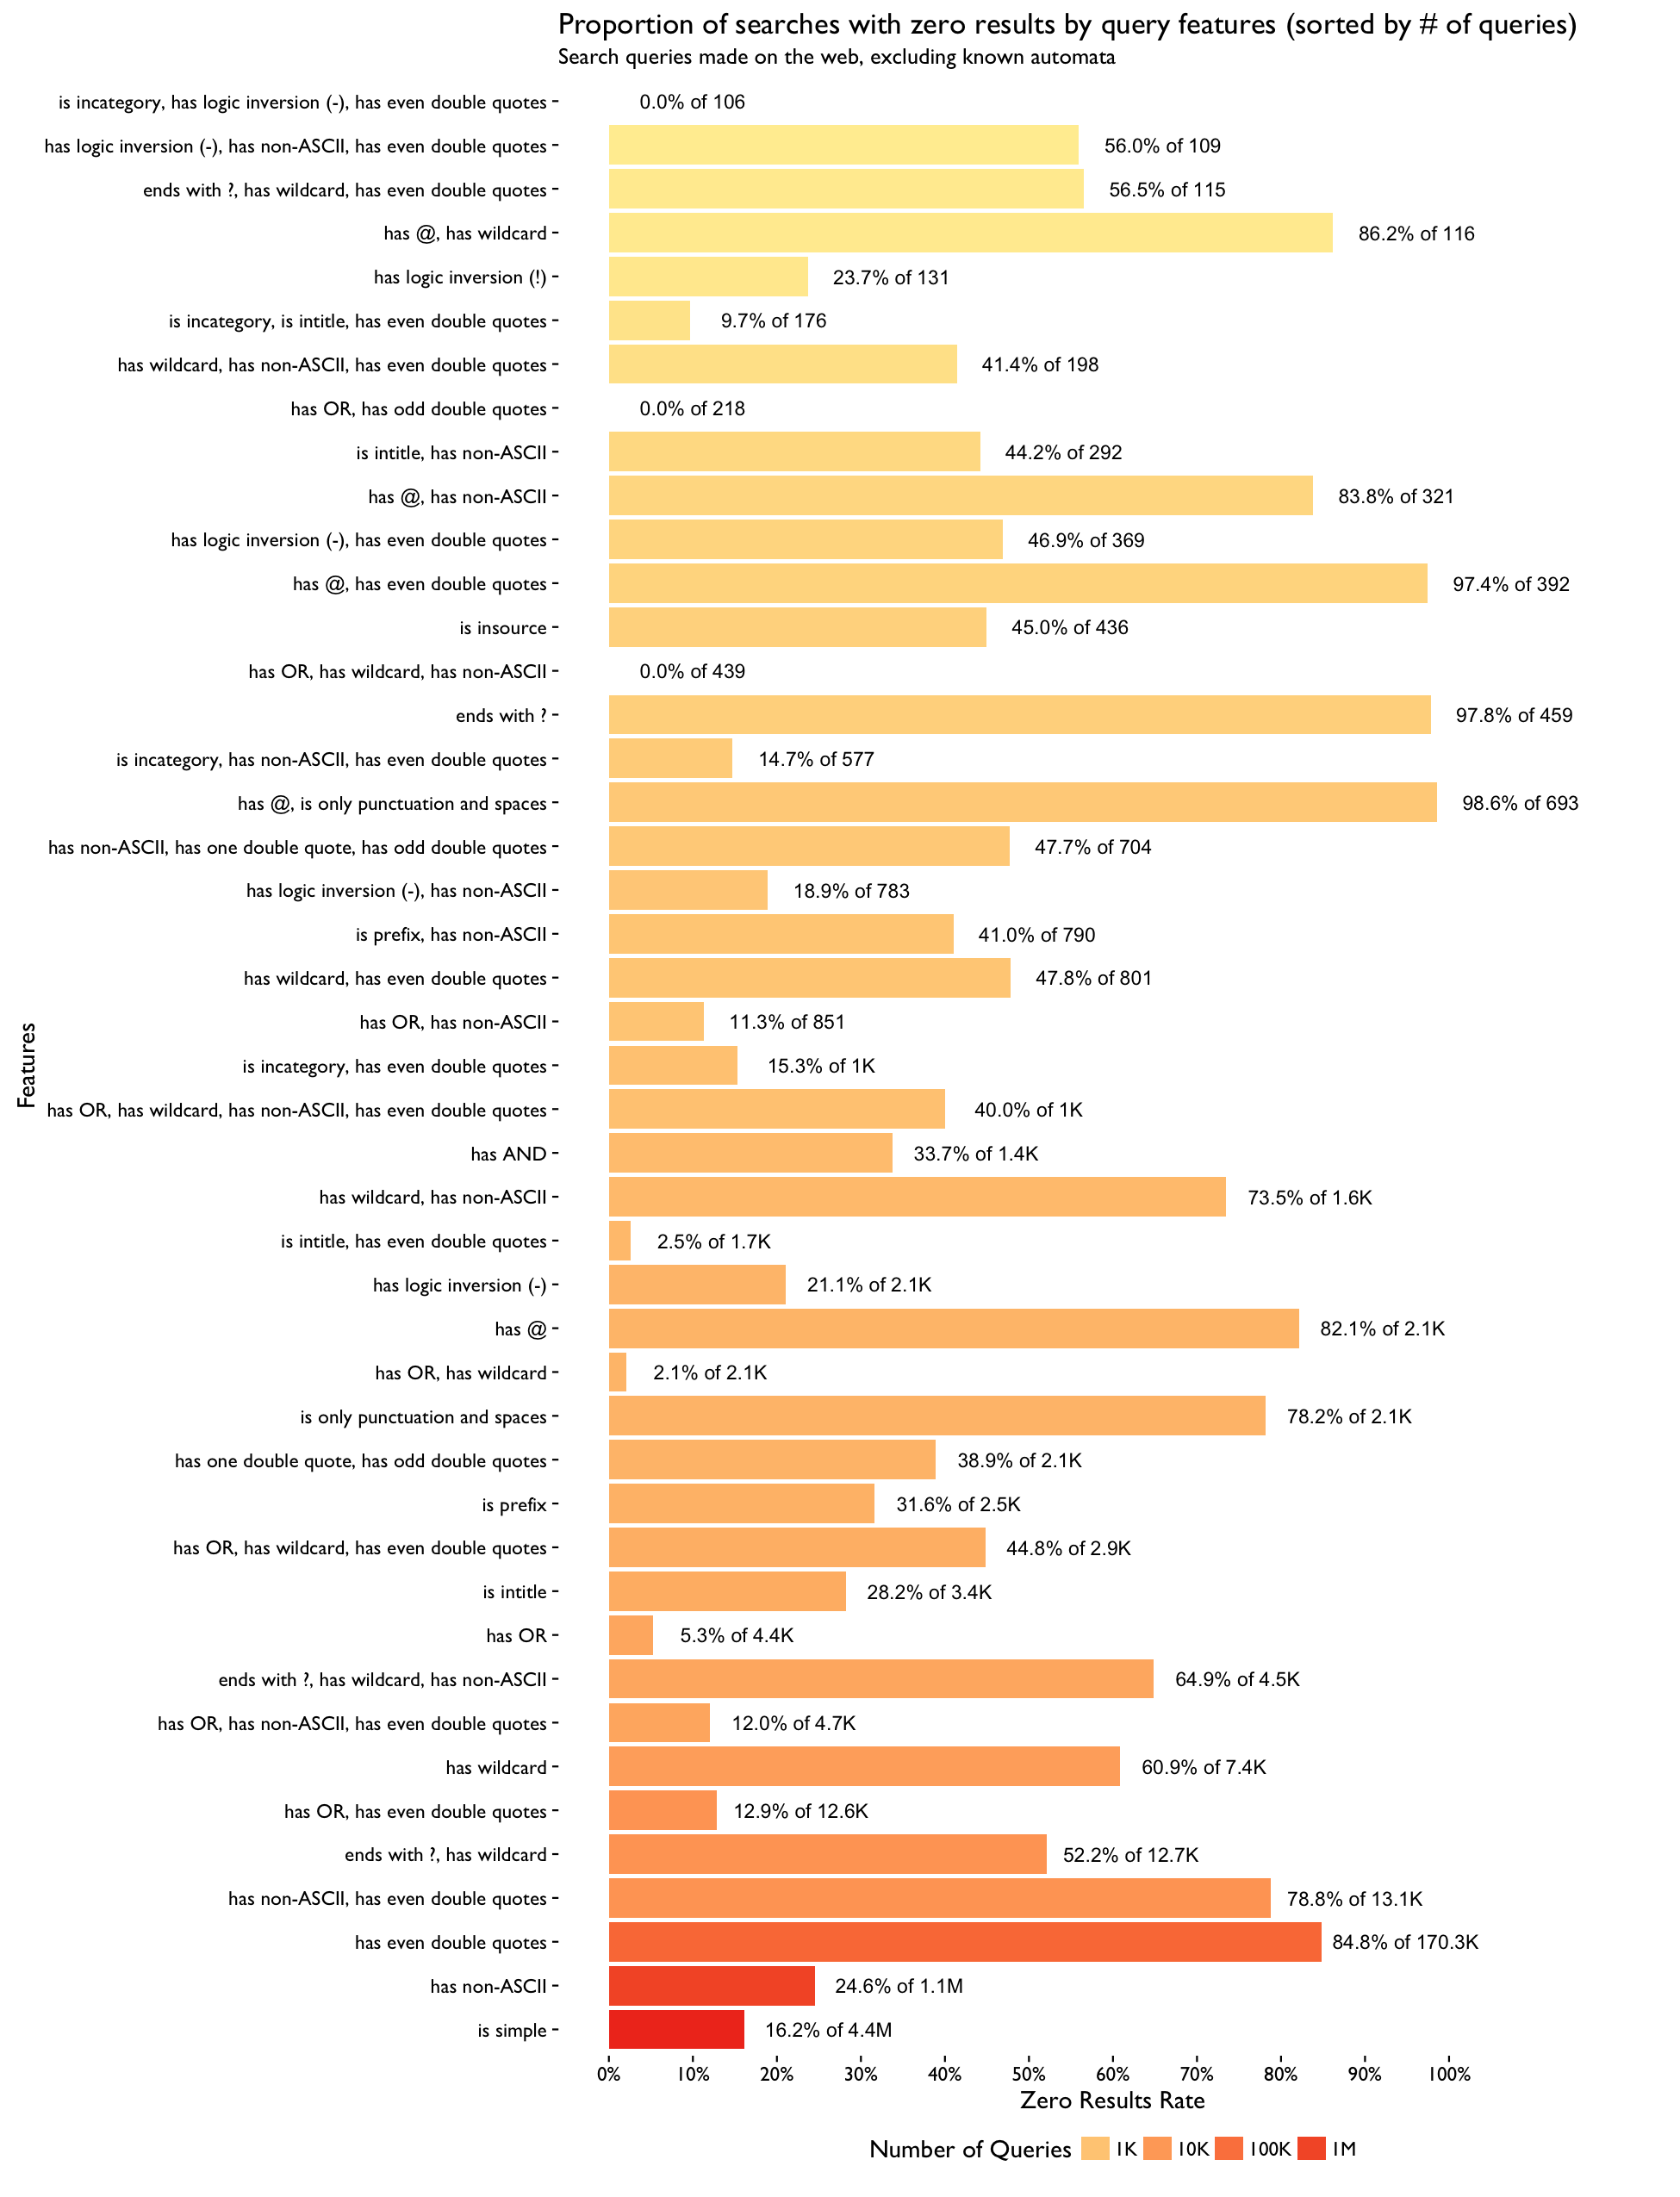 Proportion of searches with zero results by query features (sorted by # of queries)
Search queries made on the web, excluding known automata
is incategory, has logic inversion (-), has even double quotes 0.0% of 106
has logic inversion (-), has non-ASCII, has even double quotes 56.0% of 109
ends with ?, has wildcard, has even double quotes 56.5% of 115
has @, has wildcard 86.2% of 116
has logic inversion (!) 23.7% of 131
is incategory, is intitle, has even double quotes 9.7% of 176
has wildcard, has non-ASCII, has even double quotes 41.4% of 198
has OR, has odd double quotes 0.0% of 218
is intitle, has non-ASCII 44.2% of 292
has @, has non-ASCII 83.8% of 321
has logic inversion (-), has even double quotes 46.9% of 369
has @, has even double quotes 97.4% of 392
is insource 45.0% of 436
has OR, has wildcard, has non-ASCII 0.0% of 439
ends with ? 97.8% of 459
is incategory, has non-ASCII, has even double quotes 14.7% of 577
has @, is only punctuation and spaces 98.6% of 693
has non-ASCII, has one double quote, has odd double quotes 47.7% of 704
has logic inversion (-), has non-ASCII 18.9% of 783
is prefix, has non-ASCII 41.0% of 790
has wildcard, has even double quotes 47.8% of 801
has OR, has non-ASCII 11.3% of 851
is incategory, has even double quotes 15.3% of 1K
has OR, has wildcard, has non-ASCII, has even double quotes 40.0% of 1K
has AND 33.7% of 1.4K
has wildcard, has non-ASCII 73.5% of 1.6K
is intitle, has even double quotes 2.5% of 1.7K
has logic inversion (-) 21.1% of 2.1K
has @ 82.1% of 2.1K
has OR, has wildcard 2.1% of 2.1K
is only punctuation and spaces 78.2% of 2.1K
has one double quote, has odd double quotes 38.9% of 2.1K
is prefix 31.6% of 2.5K
has OR, has wildcard, has even double quotes 44.8% of 2.9K
is intitle 28.2% of 3.4K
has OR 5.3% of 4.4K
ends with ?, has wildcard, has non-ASCII 64.9% of 4.5K
has OR, has non-ASCII, has even double quotes 12.0% of 4.7K
has wildcard 60.9% of 7.4K
has OR, has even double quotes 12.9% of 12.6K
ends with ?, has wildcard 52.2% of 12.7K
has non-ASCII, has even double quotes 78.8% of 13.1K
has even double quotes 84.8% of 170.3K
has non-ASCII 24.6% of 1.1M
is simple 16.2% of 4.4M
Features
0% 10% 20% 30% 40% 50% 60% 70% 80% 90% 100%
Zero Results Rate
Number of Queries 1K 10K 100K 1M